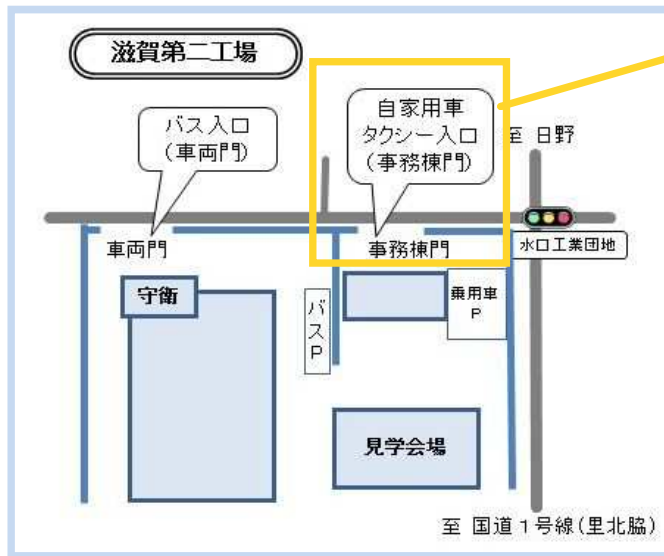 滋賀第二工場
バス入口
(車両門)
自家用車
タクシー入口
(事務棟門)
至 日野
車両門
事務棟門
水口工業団地
守衛
バスP
乗用車
P
見学会場
至 国道1号線(里北脇)